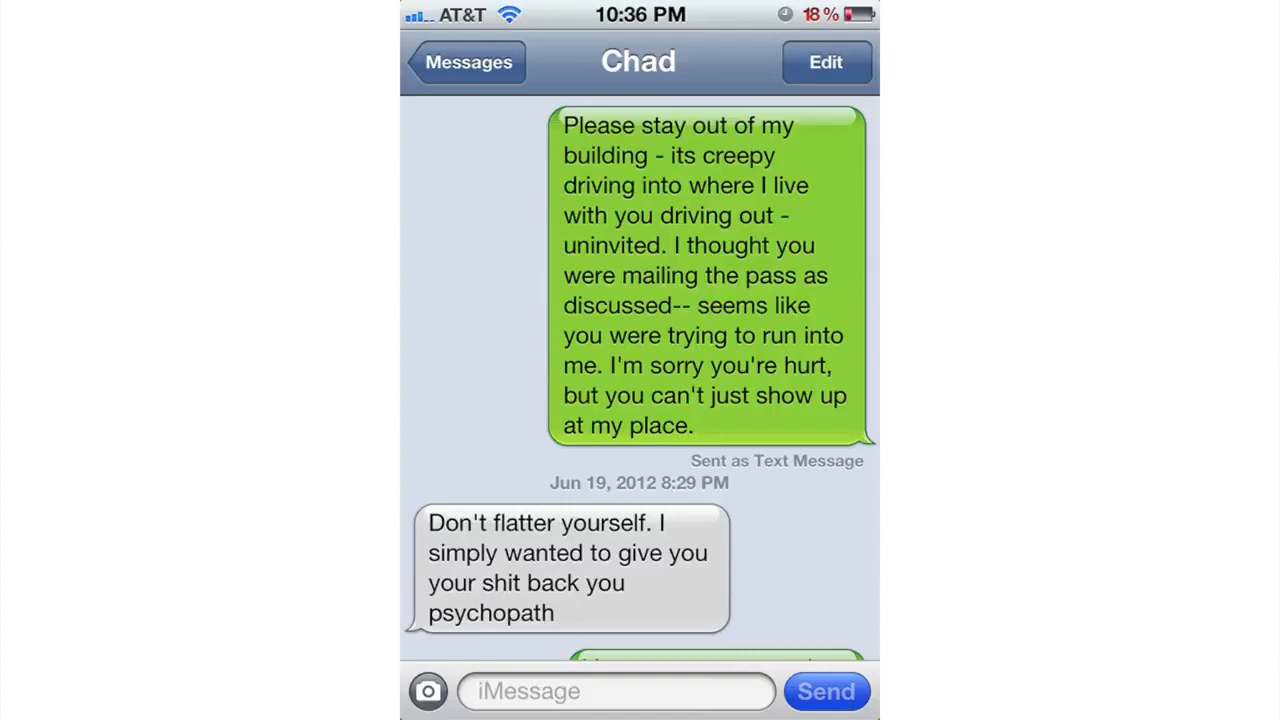 AT&T 10:36 PM 18 %
Messages Chad Edit
Please stay out of my
building - its creepy
driving into where I live
with you driving out -
uninvited. I thought you
were mailing the pass as
discussed-- seems like
you were trying to run into
me. I'm sorry you're hurt,
but you can't just show up
at my place.
Sent as Text Message
Jun 19, 2012 8:29 PM
Don't flatter yourself. I
simply wanted to give you
your shit back you
psychopath
iMessage Send